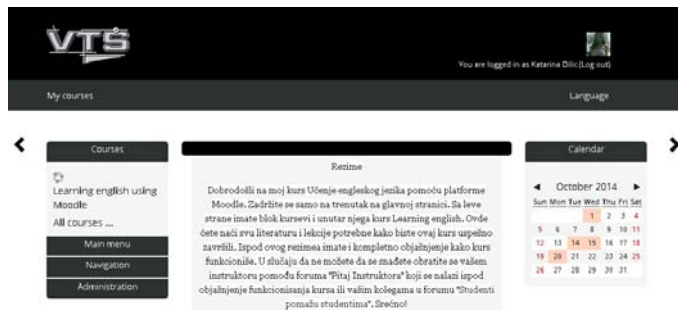 VTŠ
You are logged in as Katarina Dilic (Log out)
My courses
Language
Courses
Learning english using
Moodle
All courses ...
Main menu
Navigation
Administration
Rezime
Dobrodošli na moj kurs Učenje engleskog jezika pomoću platforme
Moodle. Zadržite se samo na trenutak na glavnoj stranici. Sa leve
strane imate blok kursevi i unutar njega kurs Learning english. Ovde
ćete naći svu literaturu i lekcije potrebne kako biste ovaj kurs uspešno
završili. Ispod ovog rezimea imate i kompletno objašnjenje kako kurs
funkcioniše. U slučaju da ne možete da se snađete obratite se vašem
instruktoru pomoću foruma "Pitaj Instruktora" koji se nalazi ispod
objašnjenje funkcionisanja kursa ili vašim kolegama u forumu "Studenti
pomažu studentima". Srećno!
Calendar
◄ October 2014 ►
Sun Mon Tue Wed Thu Fri Sat
1 2 3 4
5 6 7 8 9 10 11
12 13 14 15 16 17 18
19 20 21 22 23 24 25
26 27 28 29 30 31